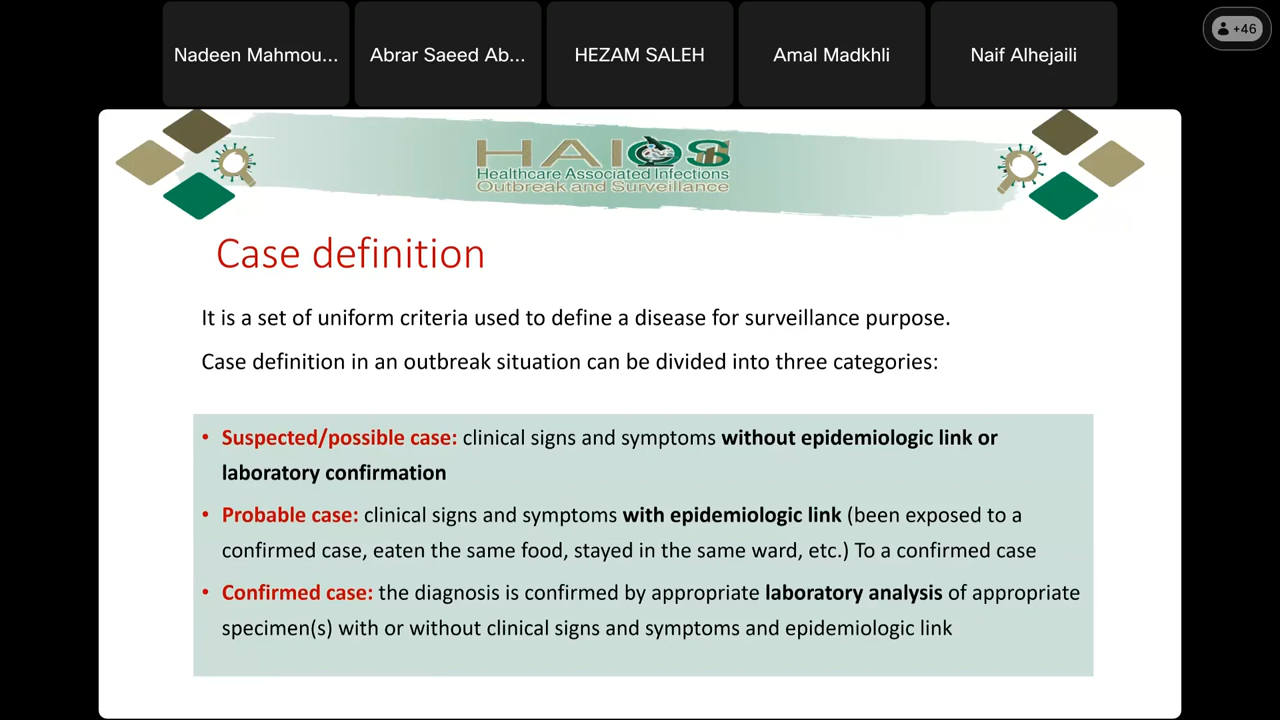 Nadeen Mahmou...
Abrar Saeed Ab...
HEZAM SALEH
Amal Madkhli
Naif Alhejaili
+46
HAIOS
Healthcare Associated Infections
Outbreak and Surveillance
Case definition
It is a set of uniform criteria used to define a disease for surveillance purpose.
Case definition in an outbreak situation can be divided into three categories:
• Suspected/possible case: clinical signs and symptoms without epidemiologic link or
laboratory confirmation
• Probable case: clinical signs and symptoms with epidemiologic link (been exposed to a
confirmed case, eaten the same food, stayed in the same ward, etc.) To a confirmed case
• Confirmed case: the diagnosis is confirmed by appropriate laboratory analysis of appropriate
specimen(s) with or without clinical signs and symptoms and epidemiologic link